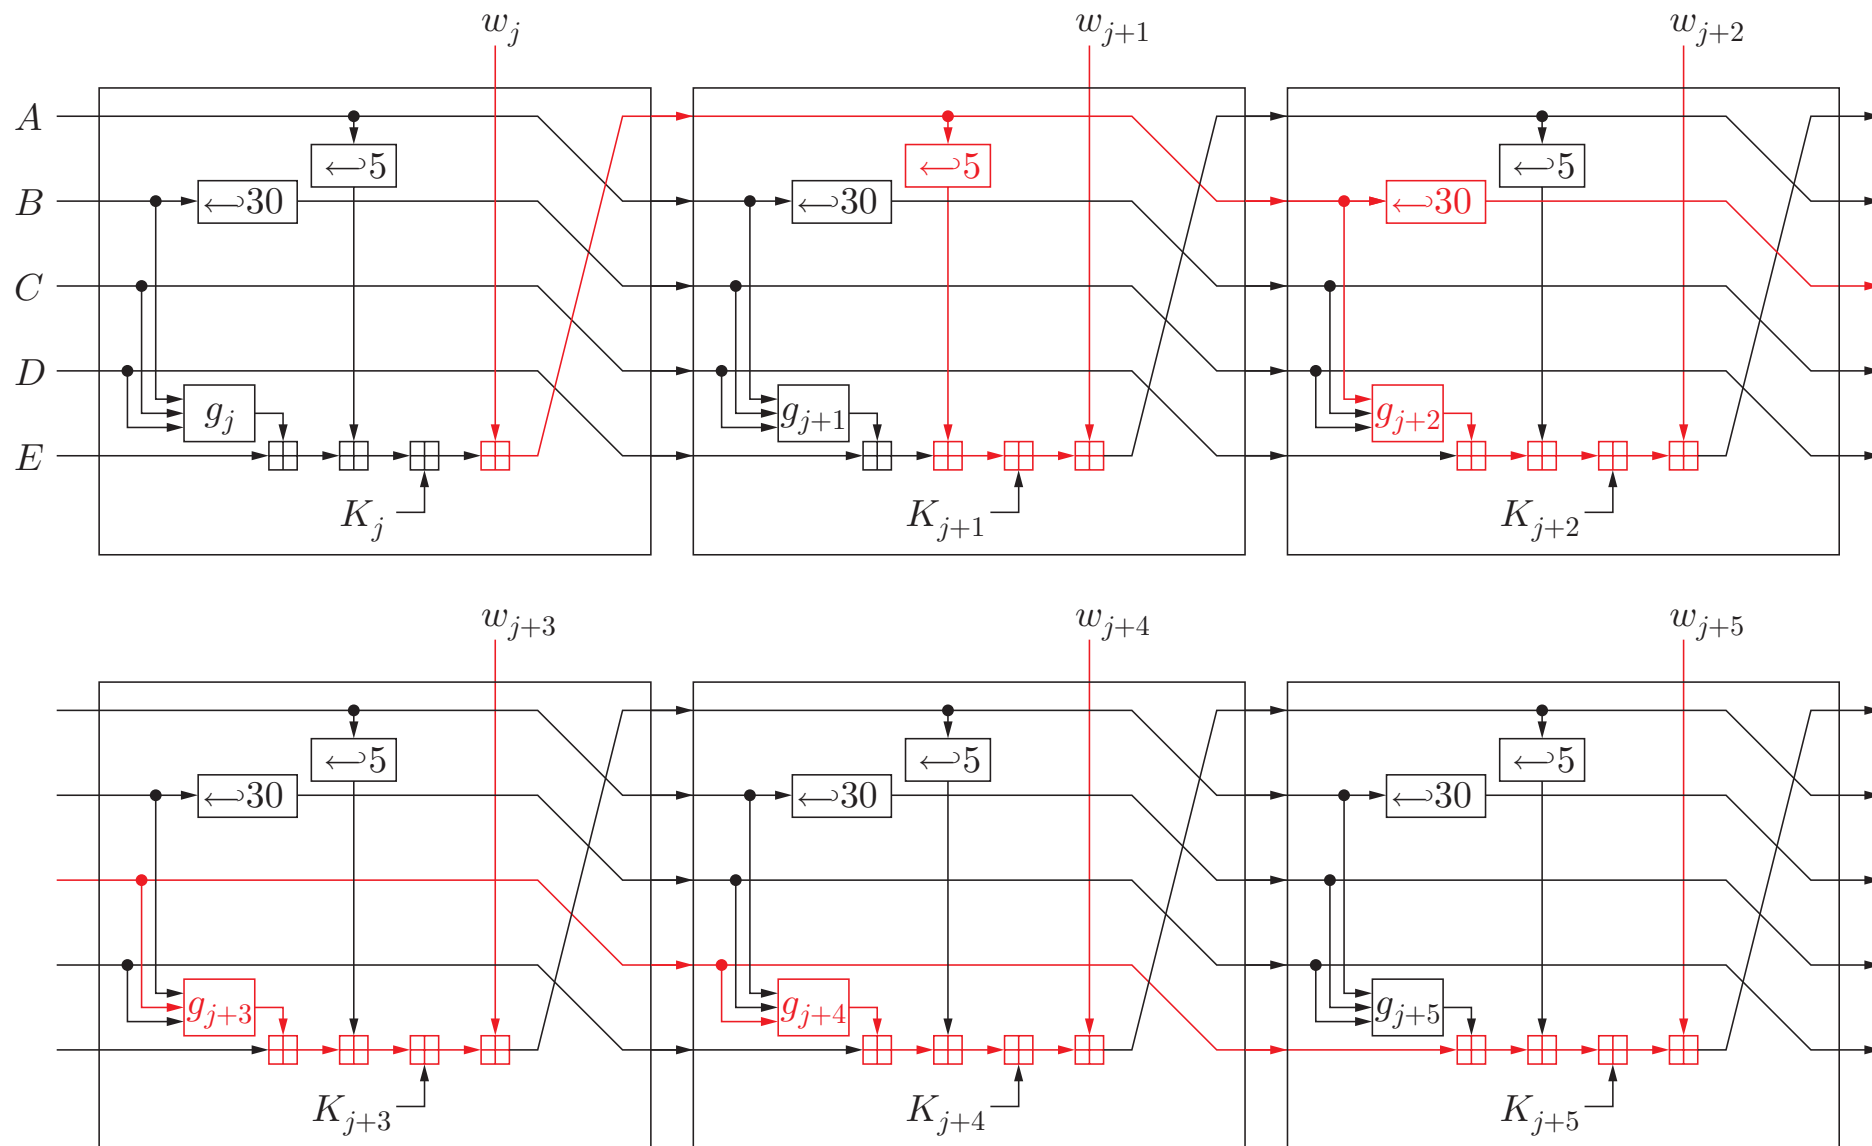 w_j w_{j+1} w_{j+2}
A
↩5 ↩5 ↩5
B ↩30 ↩30 ↩30
C
D
g_j g_{j+1} g_{j+2}
E
K_j K_{j+1} K_{j+2}
w_{j+3} w_{j+4} w_{j+5}
↩5 ↩5 ↩5
↩30 ↩30 ↩30
g_{j+3} g_{j+4} g_{j+5}
K_{j+3} K_{j+4} K_{j+5}